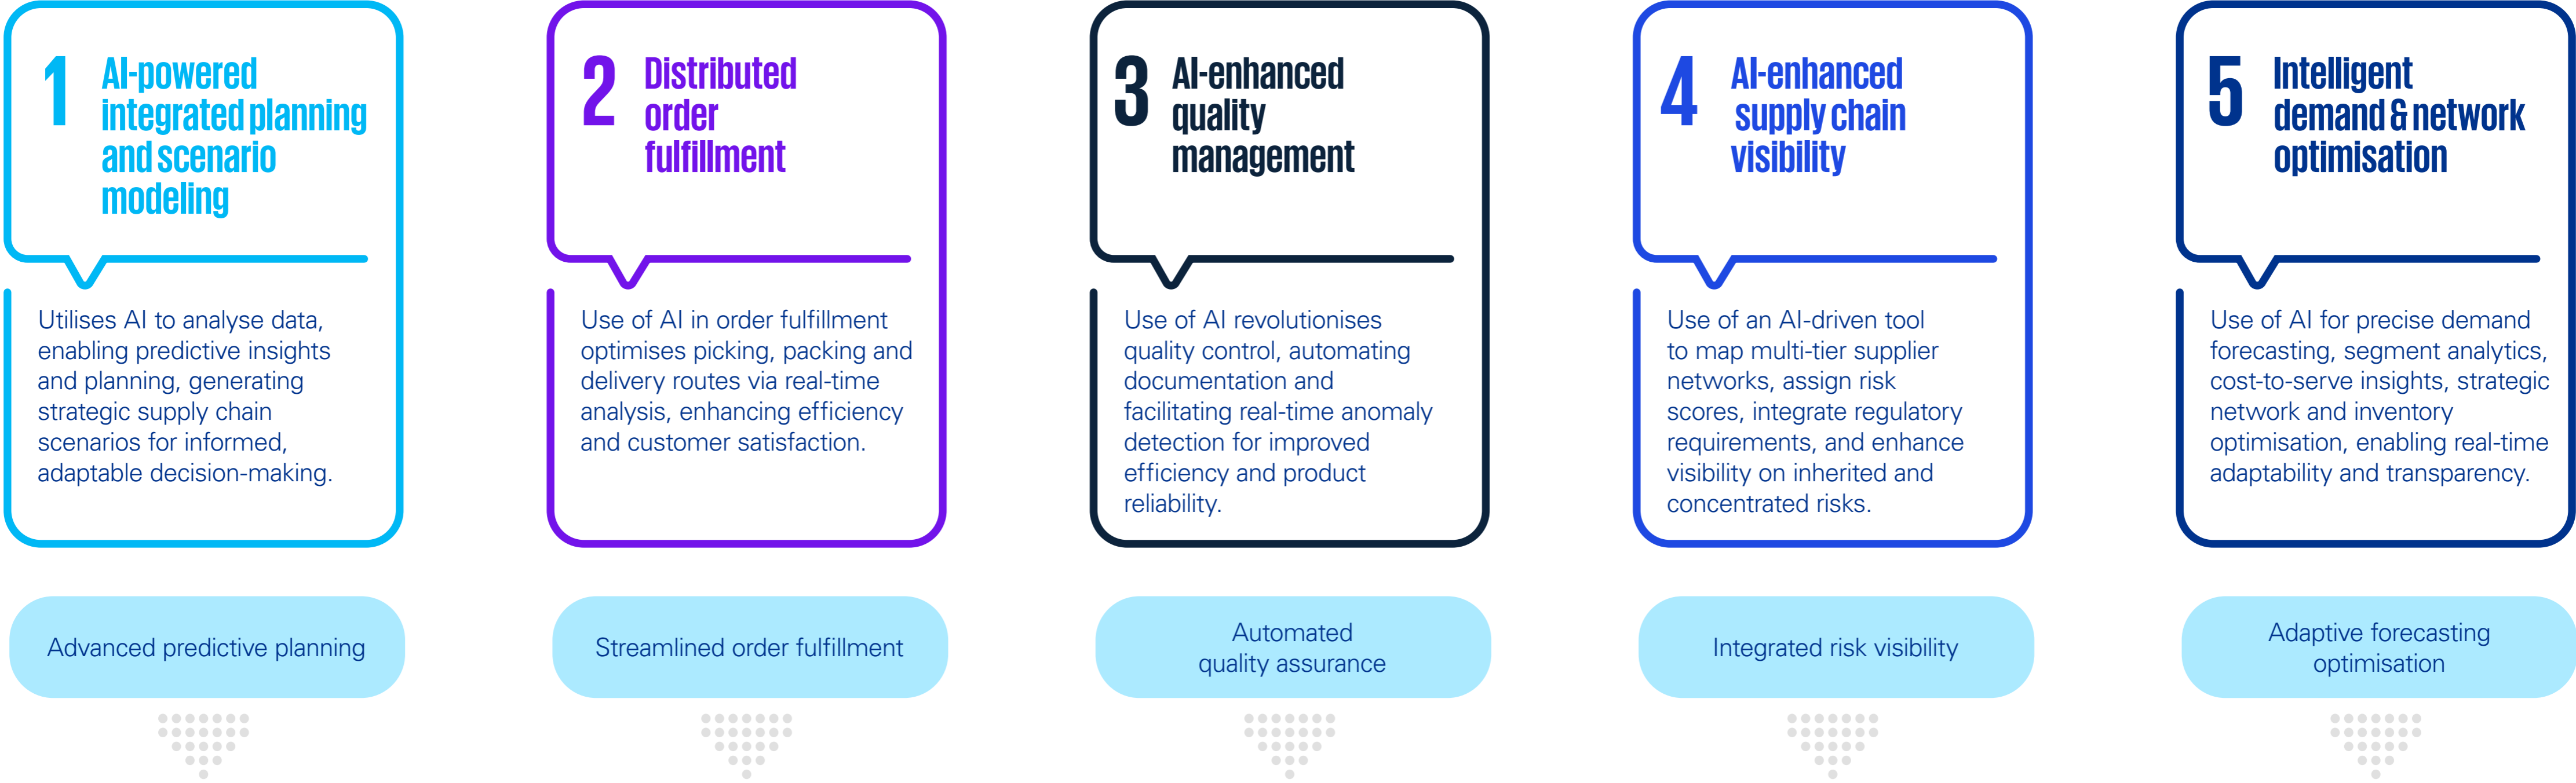 1
AI-powered
integrated planning
and scenario
modeling
Utilises AI to analyse data,
enabling predictive insights
and planning, generating
strategic supply chain
scenarios for informed,
adaptable decision-making.
Advanced predictive planning
2
Distributed
order
fulfillment
Use of AI in order fulfillment
optimises picking, packing and
delivery routes via real-time
analysis, enhancing efficiency
and customer satisfaction.
Streamlined order fulfillment
3
AI-enhanced
quality
management
Use of AI revolutionises
quality control, automating
documentation and
facilitating real-time anomaly
detection for improved
efficiency and product
reliability.
Automated
quality assurance
4
AI-enhanced
supply chain
visibility
Use of an AI-driven tool
to map multi-tier supplier
networks, assign risk
scores, integrate regulatory
requirements, and enhance
visibility on inherited and
concentrated risks.
Integrated risk visibility
5
Intelligent
demand & network
optimisation
Use of AI for precise demand
forecasting, segment analytics,
cost-to-serve insights, strategic
network and inventory
optimisation, enabling real-time
adaptability and transparency.
Adaptive forecasting
optimisation